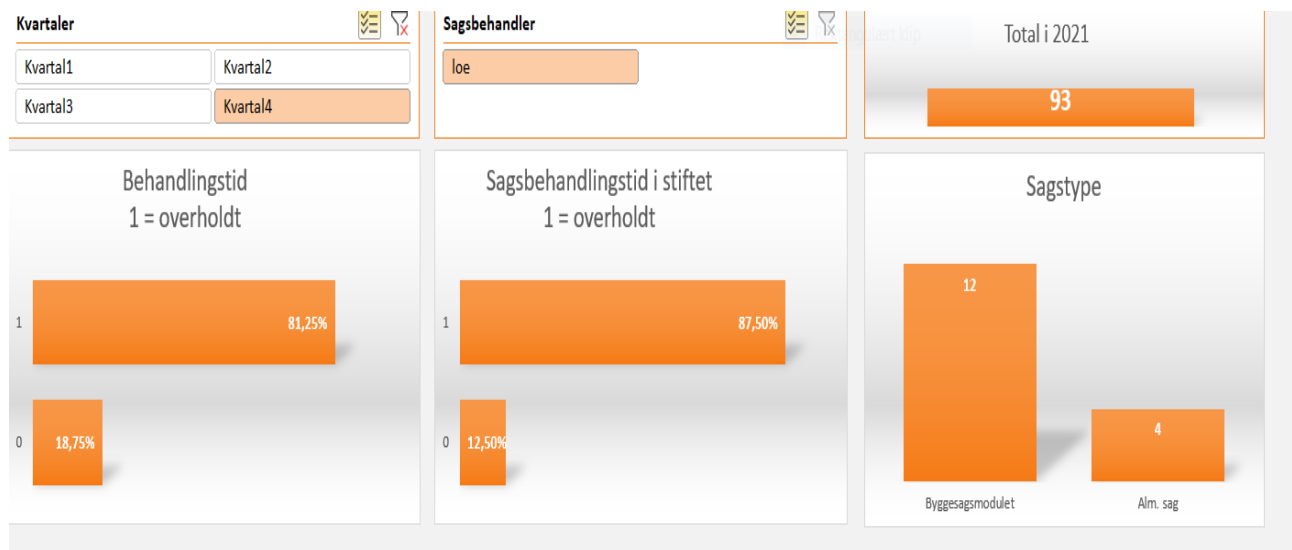 Kvartaler
Kvartal1
Kvartal2
Kvartal3
Kvartal4
Sagsbehandler
loe
Total i 2021
93
Behandlingstid
1 = overholdt
1
81,25%
0
18,75%
Sagsbehandlingstid i stiftet
1 = overholdt
1
87,50%
0
12,50%
Sagstype
12
4
Byggesagsmodulet
Alm. sag